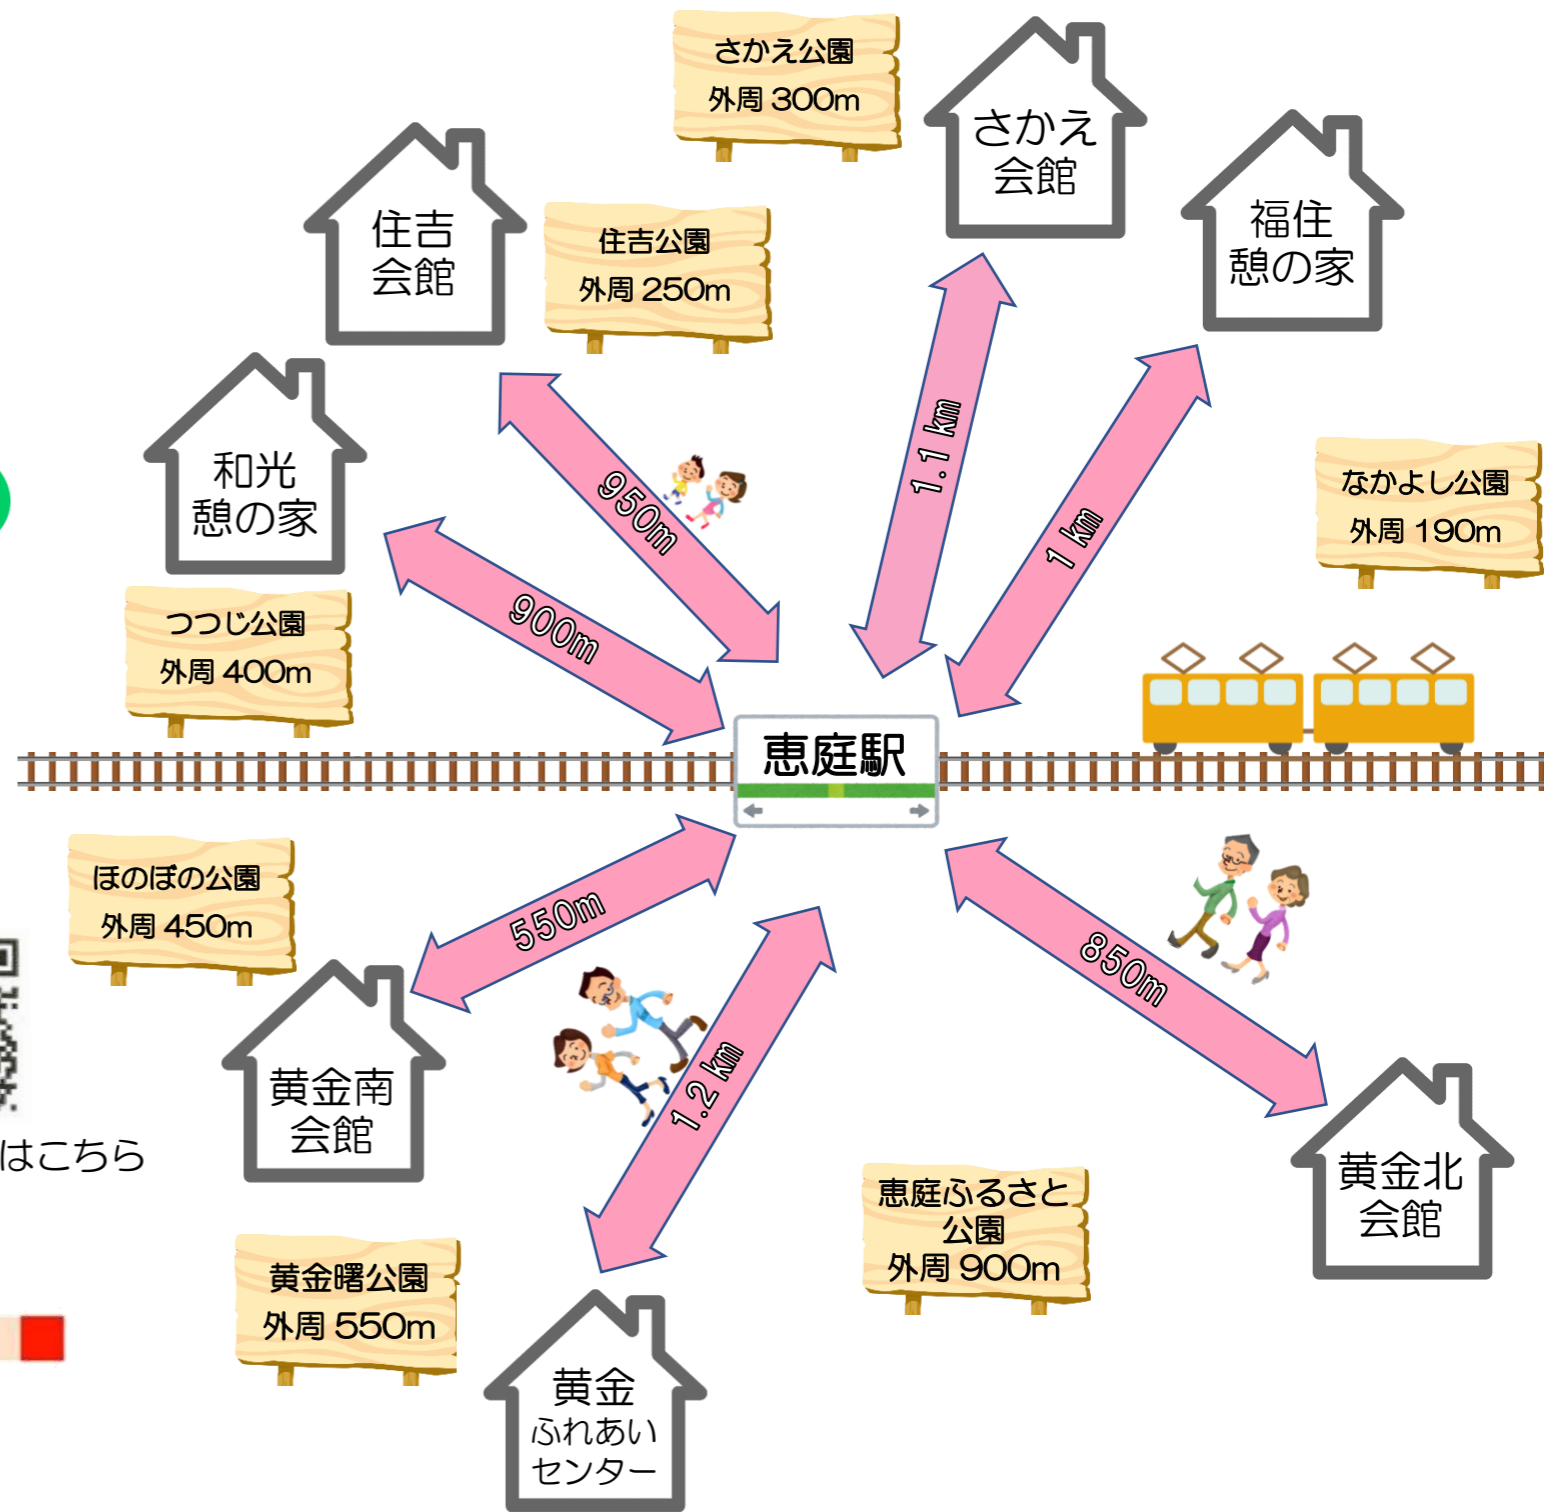 さかえ公園
外周 300m
さかえ
会館
住吉
会館
住吉公園
外周 250m
福住
憩の家
和光
憩の家
950m
1.1 km
1 km
なかよし公園
外周 190m
つつじ公園
外周 400m
900m
恵庭駅
ほのぼの公園
外周 450m
550m
850m
黄金南
会館
1.2 km
はこちら
黄金北
会館
恵庭ふるさと
公園
外周 900m
黄金曙公園
外周 550m
黄金
ふれあい
センター